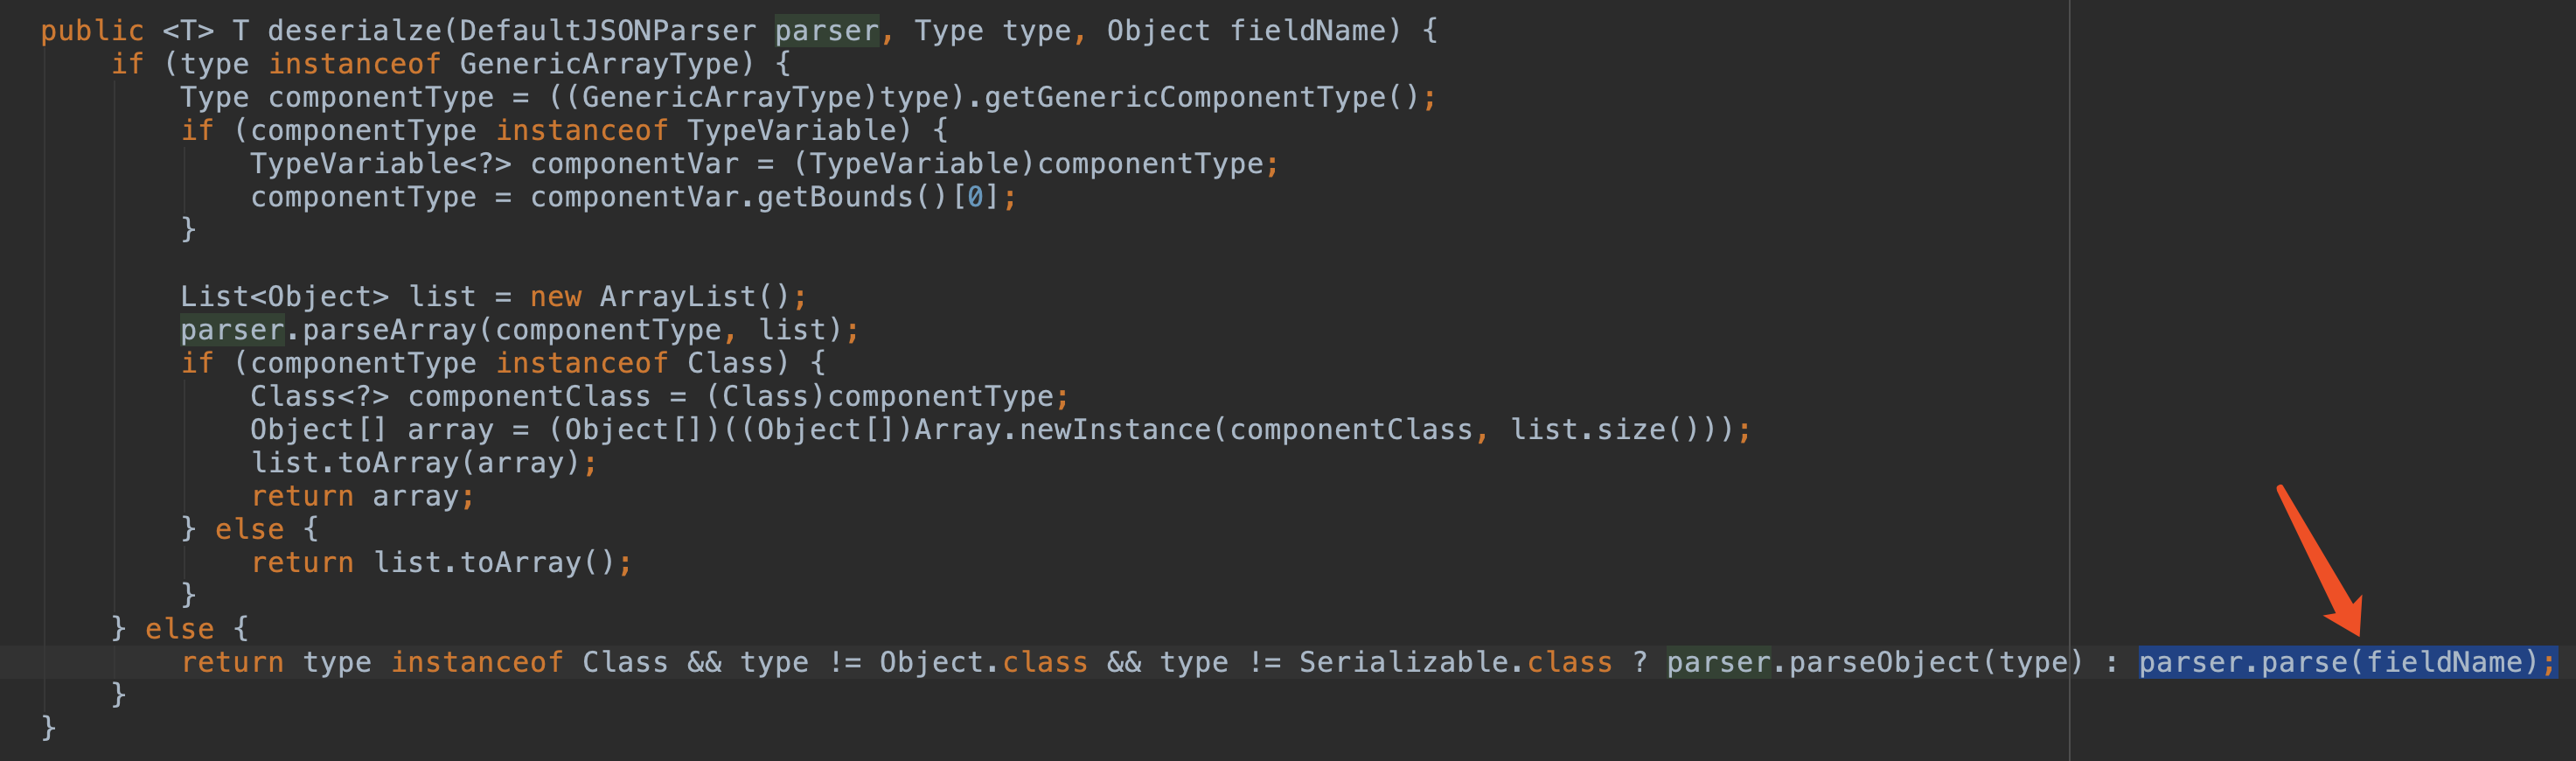 public <T> T deserialze(DefaultJSONParser parser, Type type, Object fieldName) {
if (type instanceof GenericArrayType) {
Type componentType = ((GenericArrayType)type).getGenericComponentType();
if (componentType instanceof TypeVariable) {
TypeVariable<?> componentVar = (TypeVariable)componentType;
componentType = componentVar.getBounds()[0];
}
List<Object> list = new ArrayList();
parser.parseArray(componentType, list);
if (componentType instanceof Class) {
Class<?> componentClass = (Class)componentType;
Object[] array = (Object[])((Object[])Array.newInstance(componentClass, list.size()));
list.toArray(array);
return array;
} else {
return list.toArray();
}
} else {
return type instanceof Class && type != Object.class && type != Serializable.class ? parser.parseObject(type) : parser.parse(fieldName);
}
}